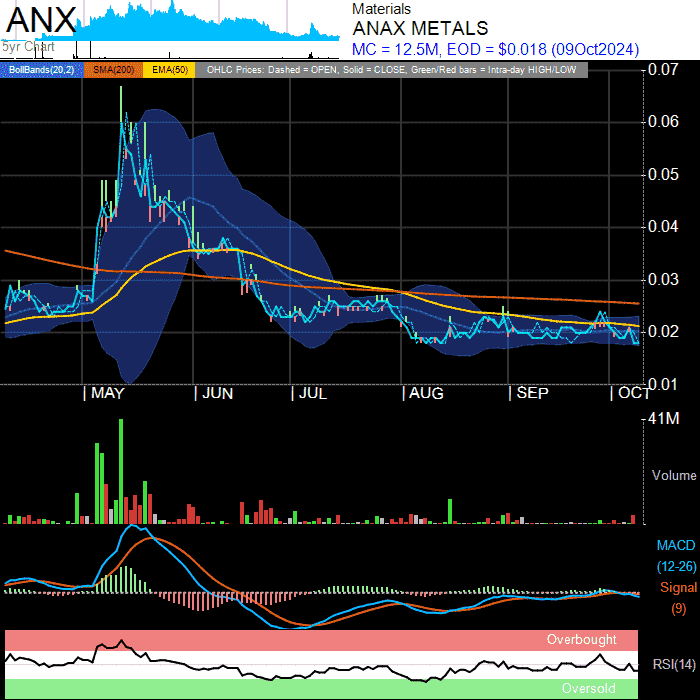 ANX
5yr Chart
Materials
ANAX METALS
MC = 12.5M, EOD = $0.018 (09Oct2024)
BollBands(20,2) SMA(200) EMA(50) OHLC Prices: Dashed = OPEN, Solid = CLOSE, Green/Red bars = Intra-day HIGH/LOW
0.07
0.06
0.05
0.04
0.03
0.02
0.01
MAY JUN JUL AUG SEP OCT
41M
Volume
MACD
(12-26)
Signal
(9)
Overbought
RSI(14)
Oversold